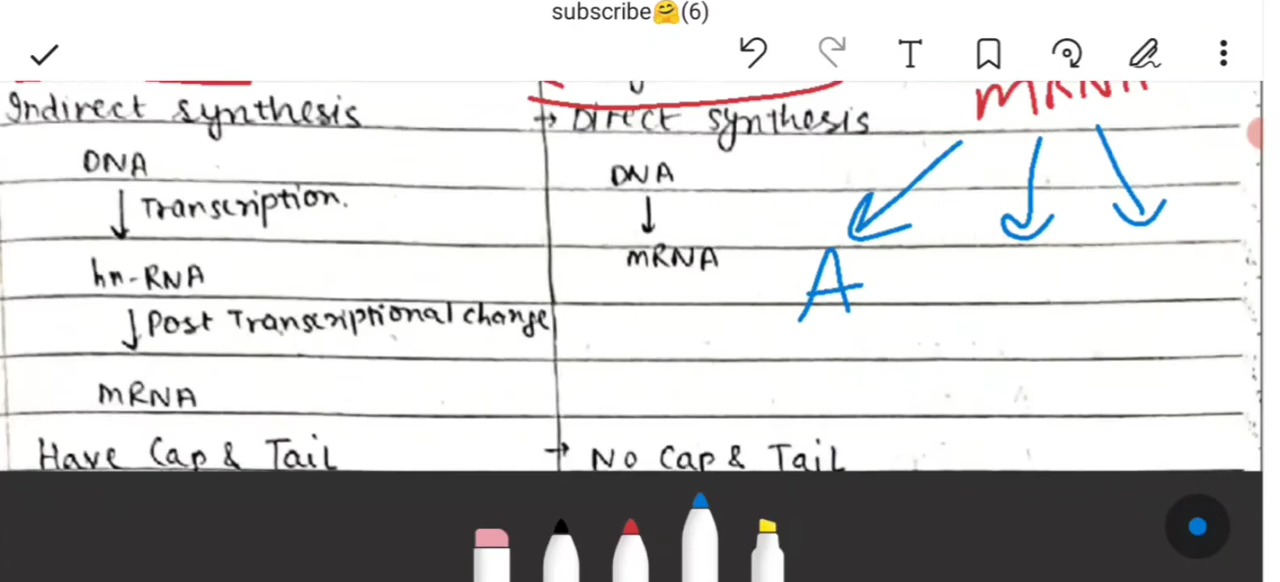 subscribe🤗(6)
T
mRNA
Indirect synthesis
→ Direct synthesis
DNA
↓ Transcription.
hn-RNA
↓ Post Transcriptional change
mRNA
DNA
↓
mRNA
A
Have Cap & Tail
→ No Cap & Tail